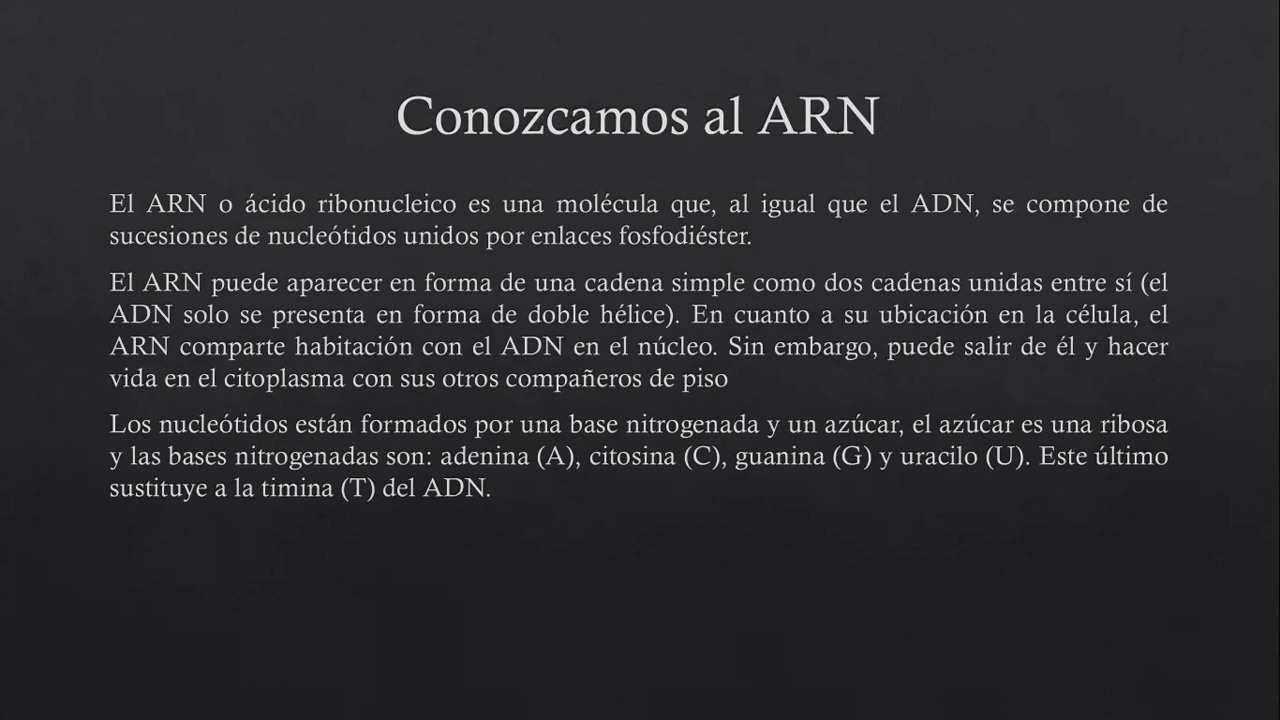 Conozcamos al ARN
El ARN o ácido ribonucleico es una molécula que, al igual que el ADN, se compone de
sucesiones de nucleótidos unidos por enlaces fosfodiéster.
El ARN puede aparecer en forma de una cadena simple como dos cadenas unidas entre sí (el
ADN solo se presenta en forma de doble hélice). En cuanto a su ubicación en la célula, el
ARN comparte habitación con el ADN en el núcleo. Sin embargo, puede salir de él y hacer
vida en el citoplasma con sus otros compañeros de piso
Los nucleótidos están formados por una base nitrogenada y un azúcar, el azúcar es una ribosa
y las bases nitrogenadas son: adenina (A), citosina (C), guanina (G) y uracilo (U). Este último
sustituye a la timina (T) del ADN.